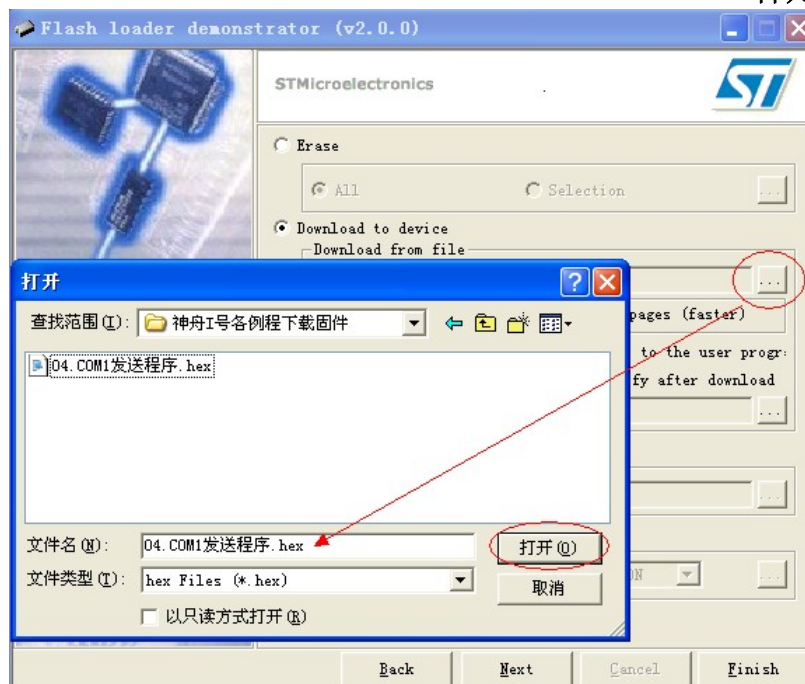 Flash loader demonstrator (v2.0.0)
STMicroelectronics
ST
Erase
All
Selection
...
Download to device
Download from file
...
打开
查找范围(I):
神舟I号各例程下载固件
pages (faster)
04.COM1发送程序.hex
to the user progr
fy after download
...
...
文件名(N):
04.COM1发送程序.hex
打开(O)
文件类型(T):
hex Files (*.hex)
取消
ON
...
以只读方式打开(R)
Back
Next
Cancel
Finish